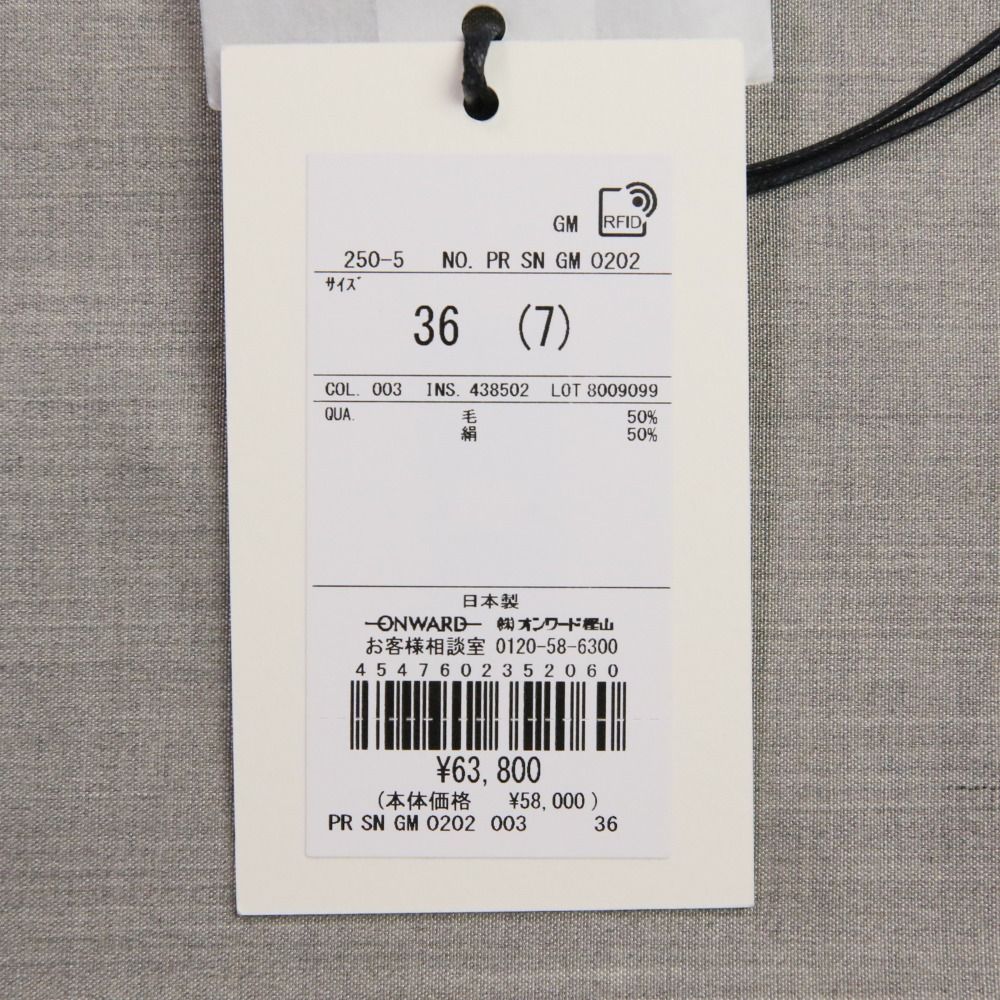 GM RFID
250-5 NO. PR SN GM 0202
ｻｲｽﾞ
36 (7)
COL. 003 INS. 438502 LOT 8009099
QUA. 毛 50%
絹 50%
日本製
ONWARD ㈱オンワード樫山
お客様相談室 0120-58-6300
4547602352060
¥63,800
(本体価格 ¥58,000)
PR SN GM 0202 003 36